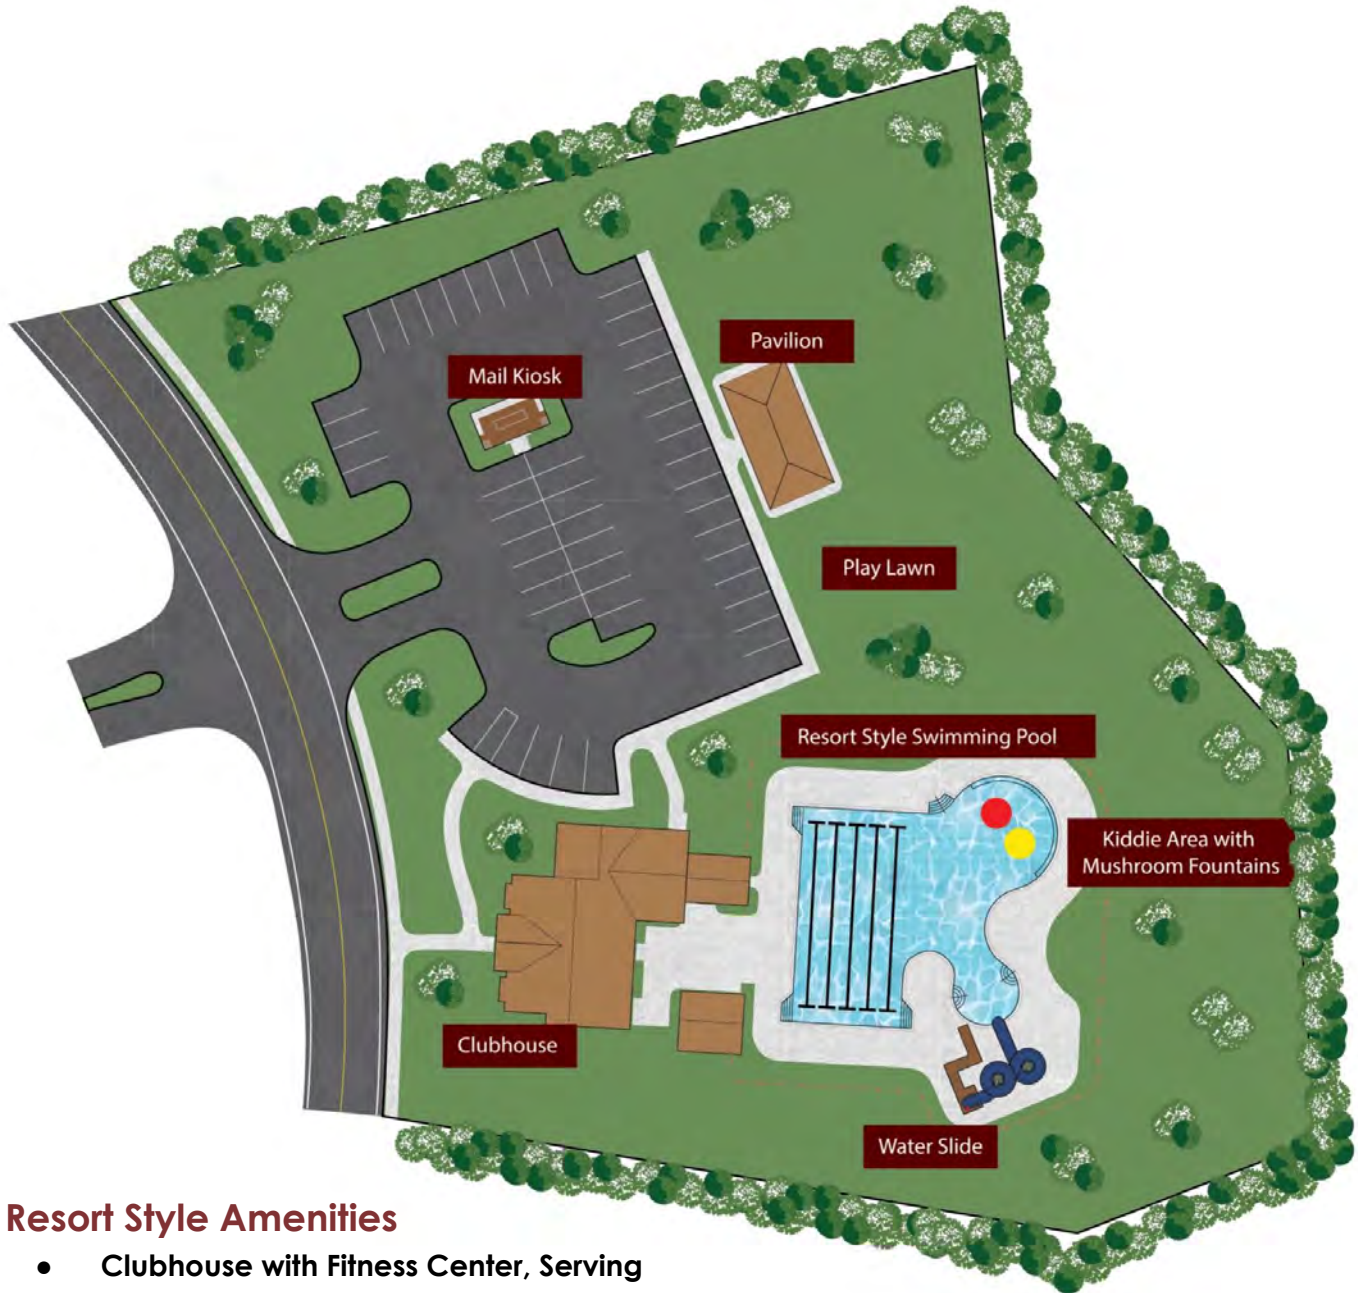 Pavilion
Mail Kiosk
Play Lawn
Resort Style Swimming Pool
Kiddie Area with
Mushroom Fountains
Clubhouse
Water Slide
Resort Style Amenities
● Clubhouse with Fitness Center, Serving